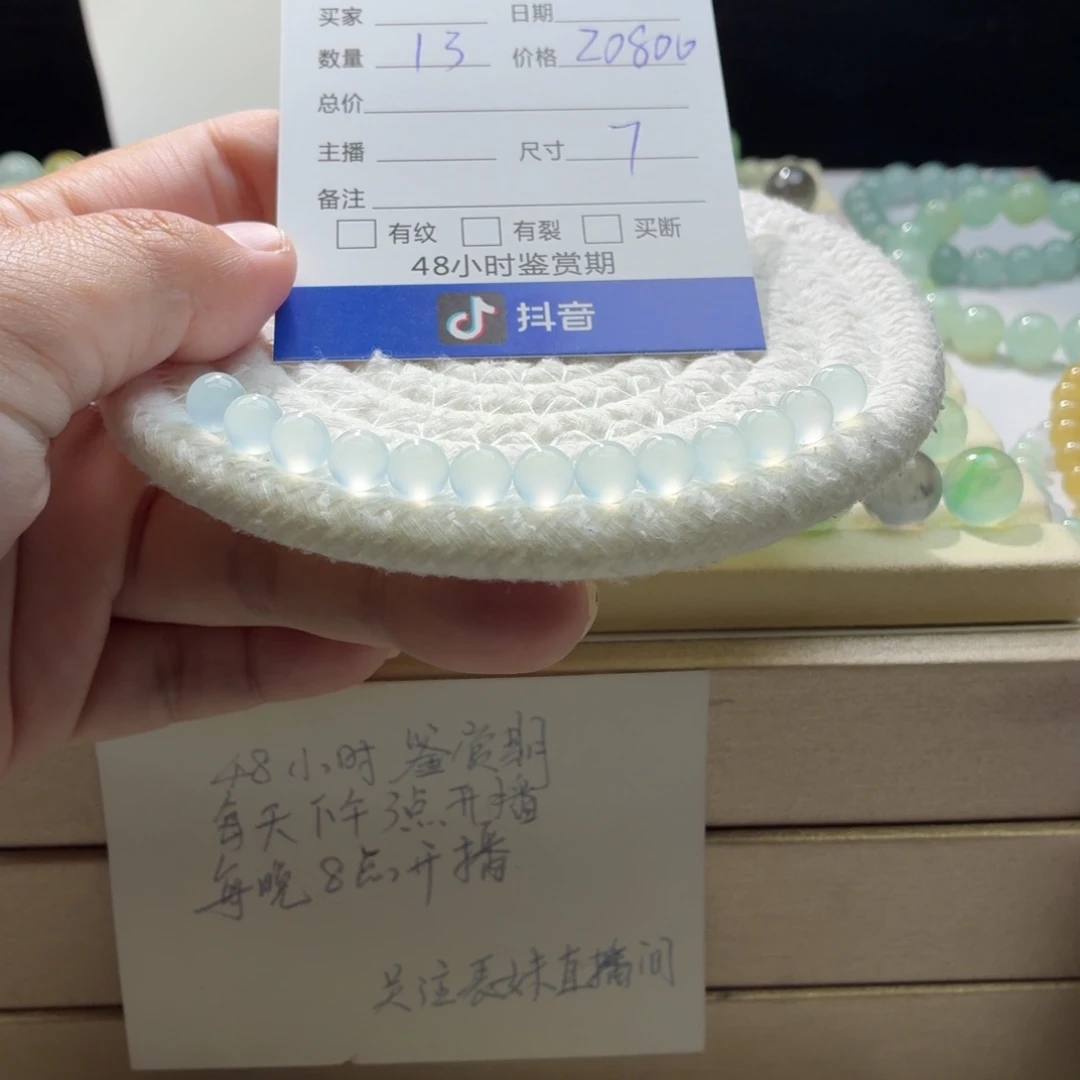 买家 日期
数量 13 价格 20800
总价
主播 尺寸 7
备注
有纹 有裂 买断
48小时鉴赏期
抖音
48小时 鉴赏期
每天下午3点开播
每晚8点开播
关注表妹直播间